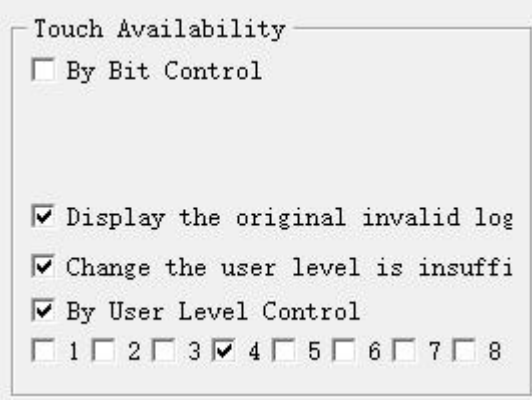 Touch Availability
By Bit Control
Display the original invalid log
Change the user level is insuffi
By User Level Control
1 2 3 4 5 6 7 8